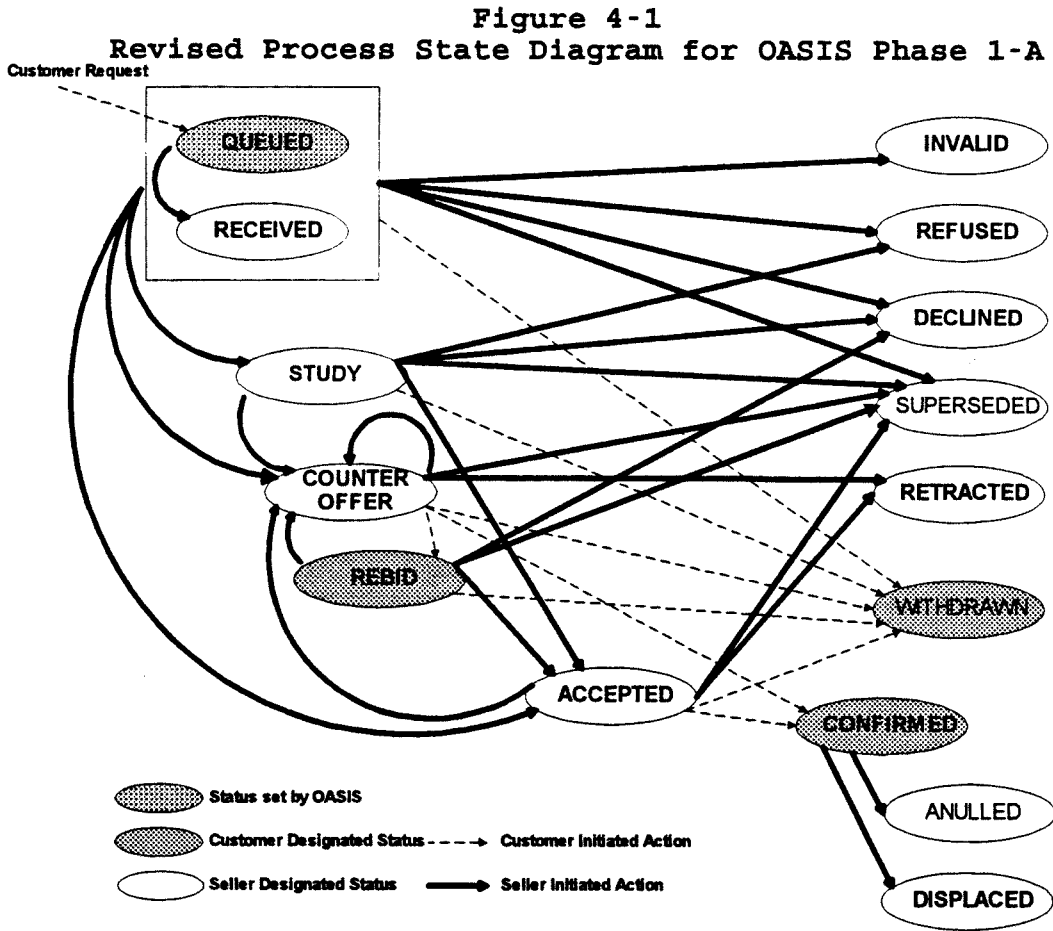 Figure 4-1
Revised Process State Diagram for OASIS Phase 1-A
Customer Request
QUEUED
RECEIVED
INVALID
REFUSED
DECLINED
STUDY
SUPERSEDED
COUNTER
OFFER
RETRACTED
REBID
WITHDRAWN
ACCEPTED
CONFIRMED
Status set by OASIS
ANULLED
Customer Designated Status
Customer Initiated Action
Seller Designated Status
Seller Initiated Action
DISPLACED